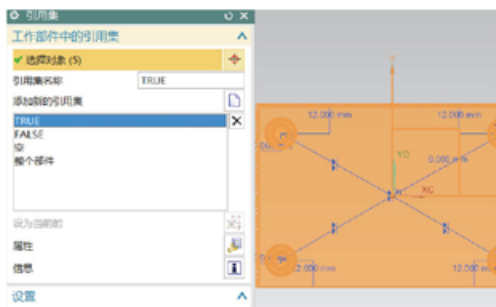 引用集
工作部件中的引用集
选择对象 (5)
引用集名称
TRUE
添加新的引用集
TRUE
FALSE
空
整个部件
设为当前的
属性
信息
设置
12.000 mm
12.000 mm
YC
0.000 mm
XC
2.000 mm
12.000 mm